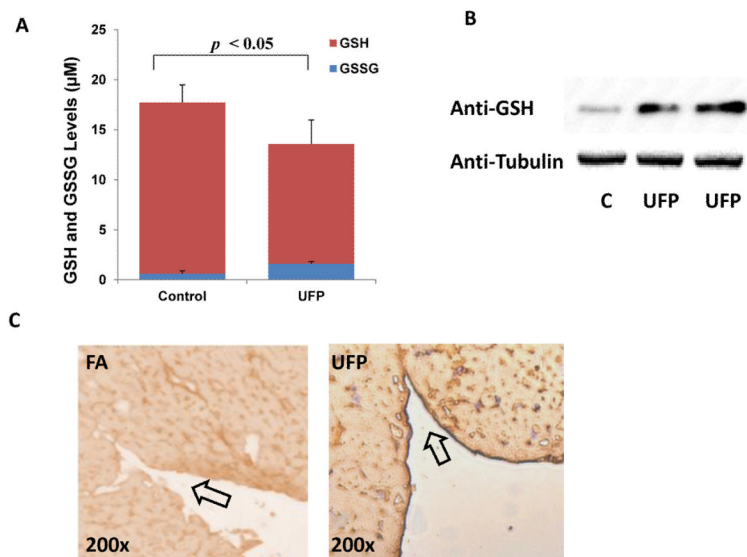 A
p < 0.05
GSH
GSSG
GSH and GSSG Levels (µM)
25
20
15
10
5
0
Control
UFP
B
Anti-GSH
Anti-Tubulin
C
UFP
UFP
C
FA
200x
UFP
200x